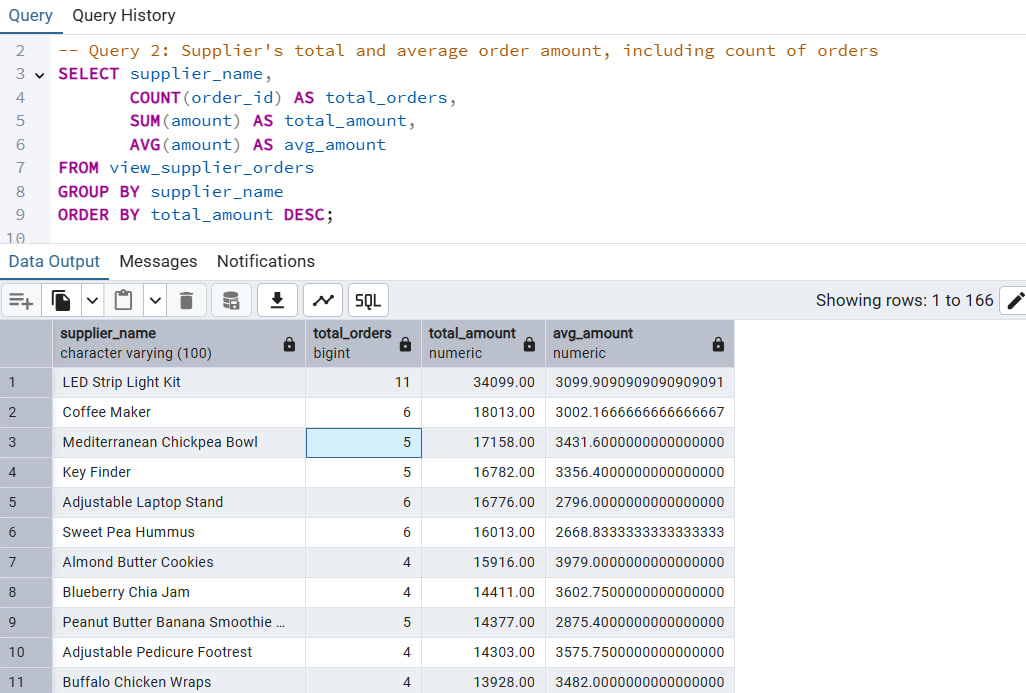 Query Query History
2 -- Query 2: Supplier's total and average order amount, including count of orders
3 SELECT supplier_name,
4 COUNT(order_id) AS total_orders,
5 SUM(amount) AS total_amount,
6 AVG(amount) AS avg_amount
7 FROM view_supplier_orders
8 GROUP BY supplier_name
9 ORDER BY total_amount DESC;
10
Data Output Messages Notifications
SQL Showing rows: 1 to 166
supplier_name total_orders total_amount avg_amount
character varying (100) bigint numeric numeric
1 LED Strip Light Kit 11 34099.00 3099.9090909090909091
2 Coffee Maker 6 18013.00 3002.1666666666666667
3 Mediterranean Chickpea Bowl 5 17158.00 3431.6000000000000000
4 Key Finder 5 16782.00 3356.4000000000000000
5 Adjustable Laptop Stand 6 16776.00 2796.0000000000000000
6 Sweet Pea Hummus 6 16013.00 2668.8333333333333333
7 Almond Butter Cookies 4 15916.00 3979.0000000000000000
8 Blueberry Chia Jam 4 14411.00 3602.7500000000000000
9 Peanut Butter Banana Smoothie ... 5 14377.00 2875.4000000000000000
10 Adjustable Pedicure Footrest 4 14303.00 3575.7500000000000000
11 Buffalo Chicken Wraps 4 13928.00 3482.0000000000000000